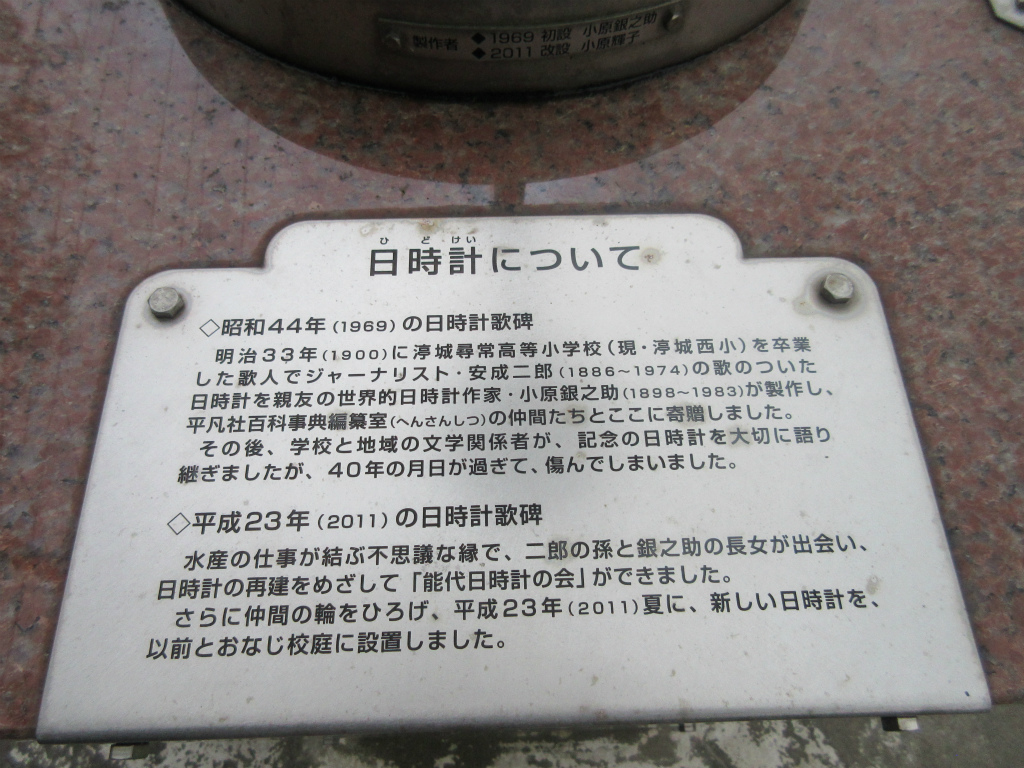 製作者 ◆1969 初設 小原銀之助
◆2011 改設 小原輝子
ひ ど けい
日時計について
◇昭和44年(1969)の日時計歌碑
明治33年(1900)に渟城尋常高等小学校(現・渟城西小)を卒業
した歌人でジャーナリスト・安成二郎(1886〜1974)の歌のついた
日時計を親友の世界的日時計作家・小原銀之助(1898〜1983)が製作し、
平凡社百科事典編纂室(へんさんしつ)の仲間たちとここに寄贈しました。
その後、学校と地域の文学関係者が、記念の日時計を大切に語り
継ぎましたが、40年の月日が過ぎて、傷んでしまいました。
◇平成23年(2011)の日時計歌碑
水産の仕事が結ぶ不思議な縁で、二郎の孫と銀之助の長女が出会い、
日時計の再建をめざして「能代日時計の会」ができました。
さらに仲間の輪をひろげ、平成23年(2011)夏に、新しい日時計を、
以前とおなじ校庭に設置しました。